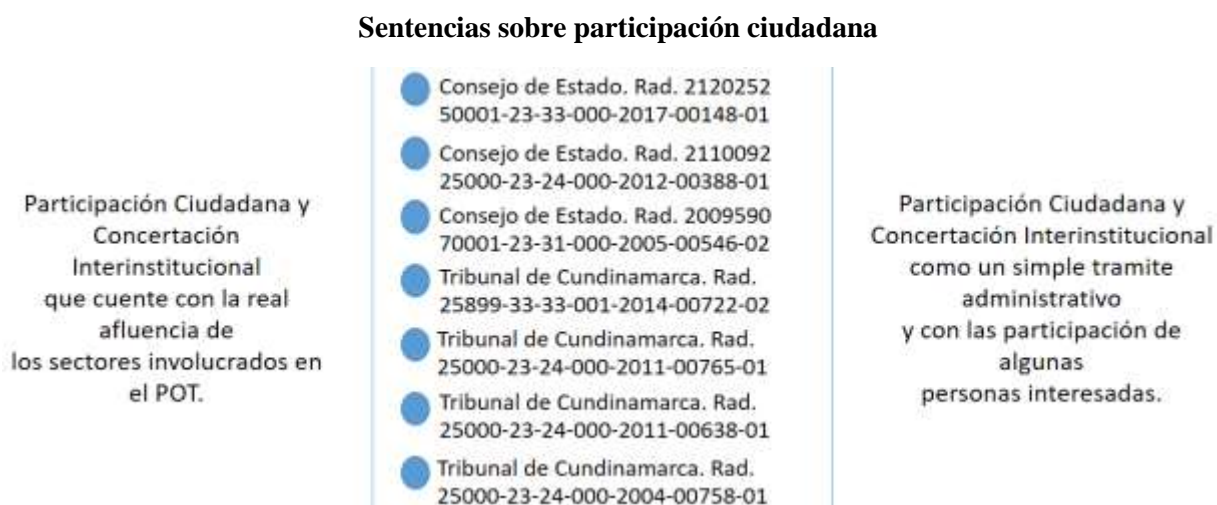 Sentencias sobre participación ciudadana
Participación Ciudadana y
Concertación
Interinstitucional
que cuente con la real
afluencia de
los sectores involucrados en
el POT.
Consejo de Estado. Rad. 2120252
50001-23-33-000-2017-00148-01
Consejo de Estado. Rad. 2110092
25000-23-24-000-2012-00388-01
Consejo de Estado. Rad. 2009590
70001-23-31-000-2005-00546-02
Tribunal de Cundinamarca. Rad.
25899-33-33-001-2014-00722-02
Tribunal de Cundinamarca. Rad.
25000-23-24-000-2011-00765-01
Tribunal de Cundinamarca. Rad.
25000-23-24-000-2011-00638-01
Tribunal de Cundinamarca. Rad.
25000-23-24-000-2004-00758-01
Participación Ciudadana y
Concertación Interinstitucional
como un simple tramite
administrativo
y con las participación de
algunas
personas interesadas.